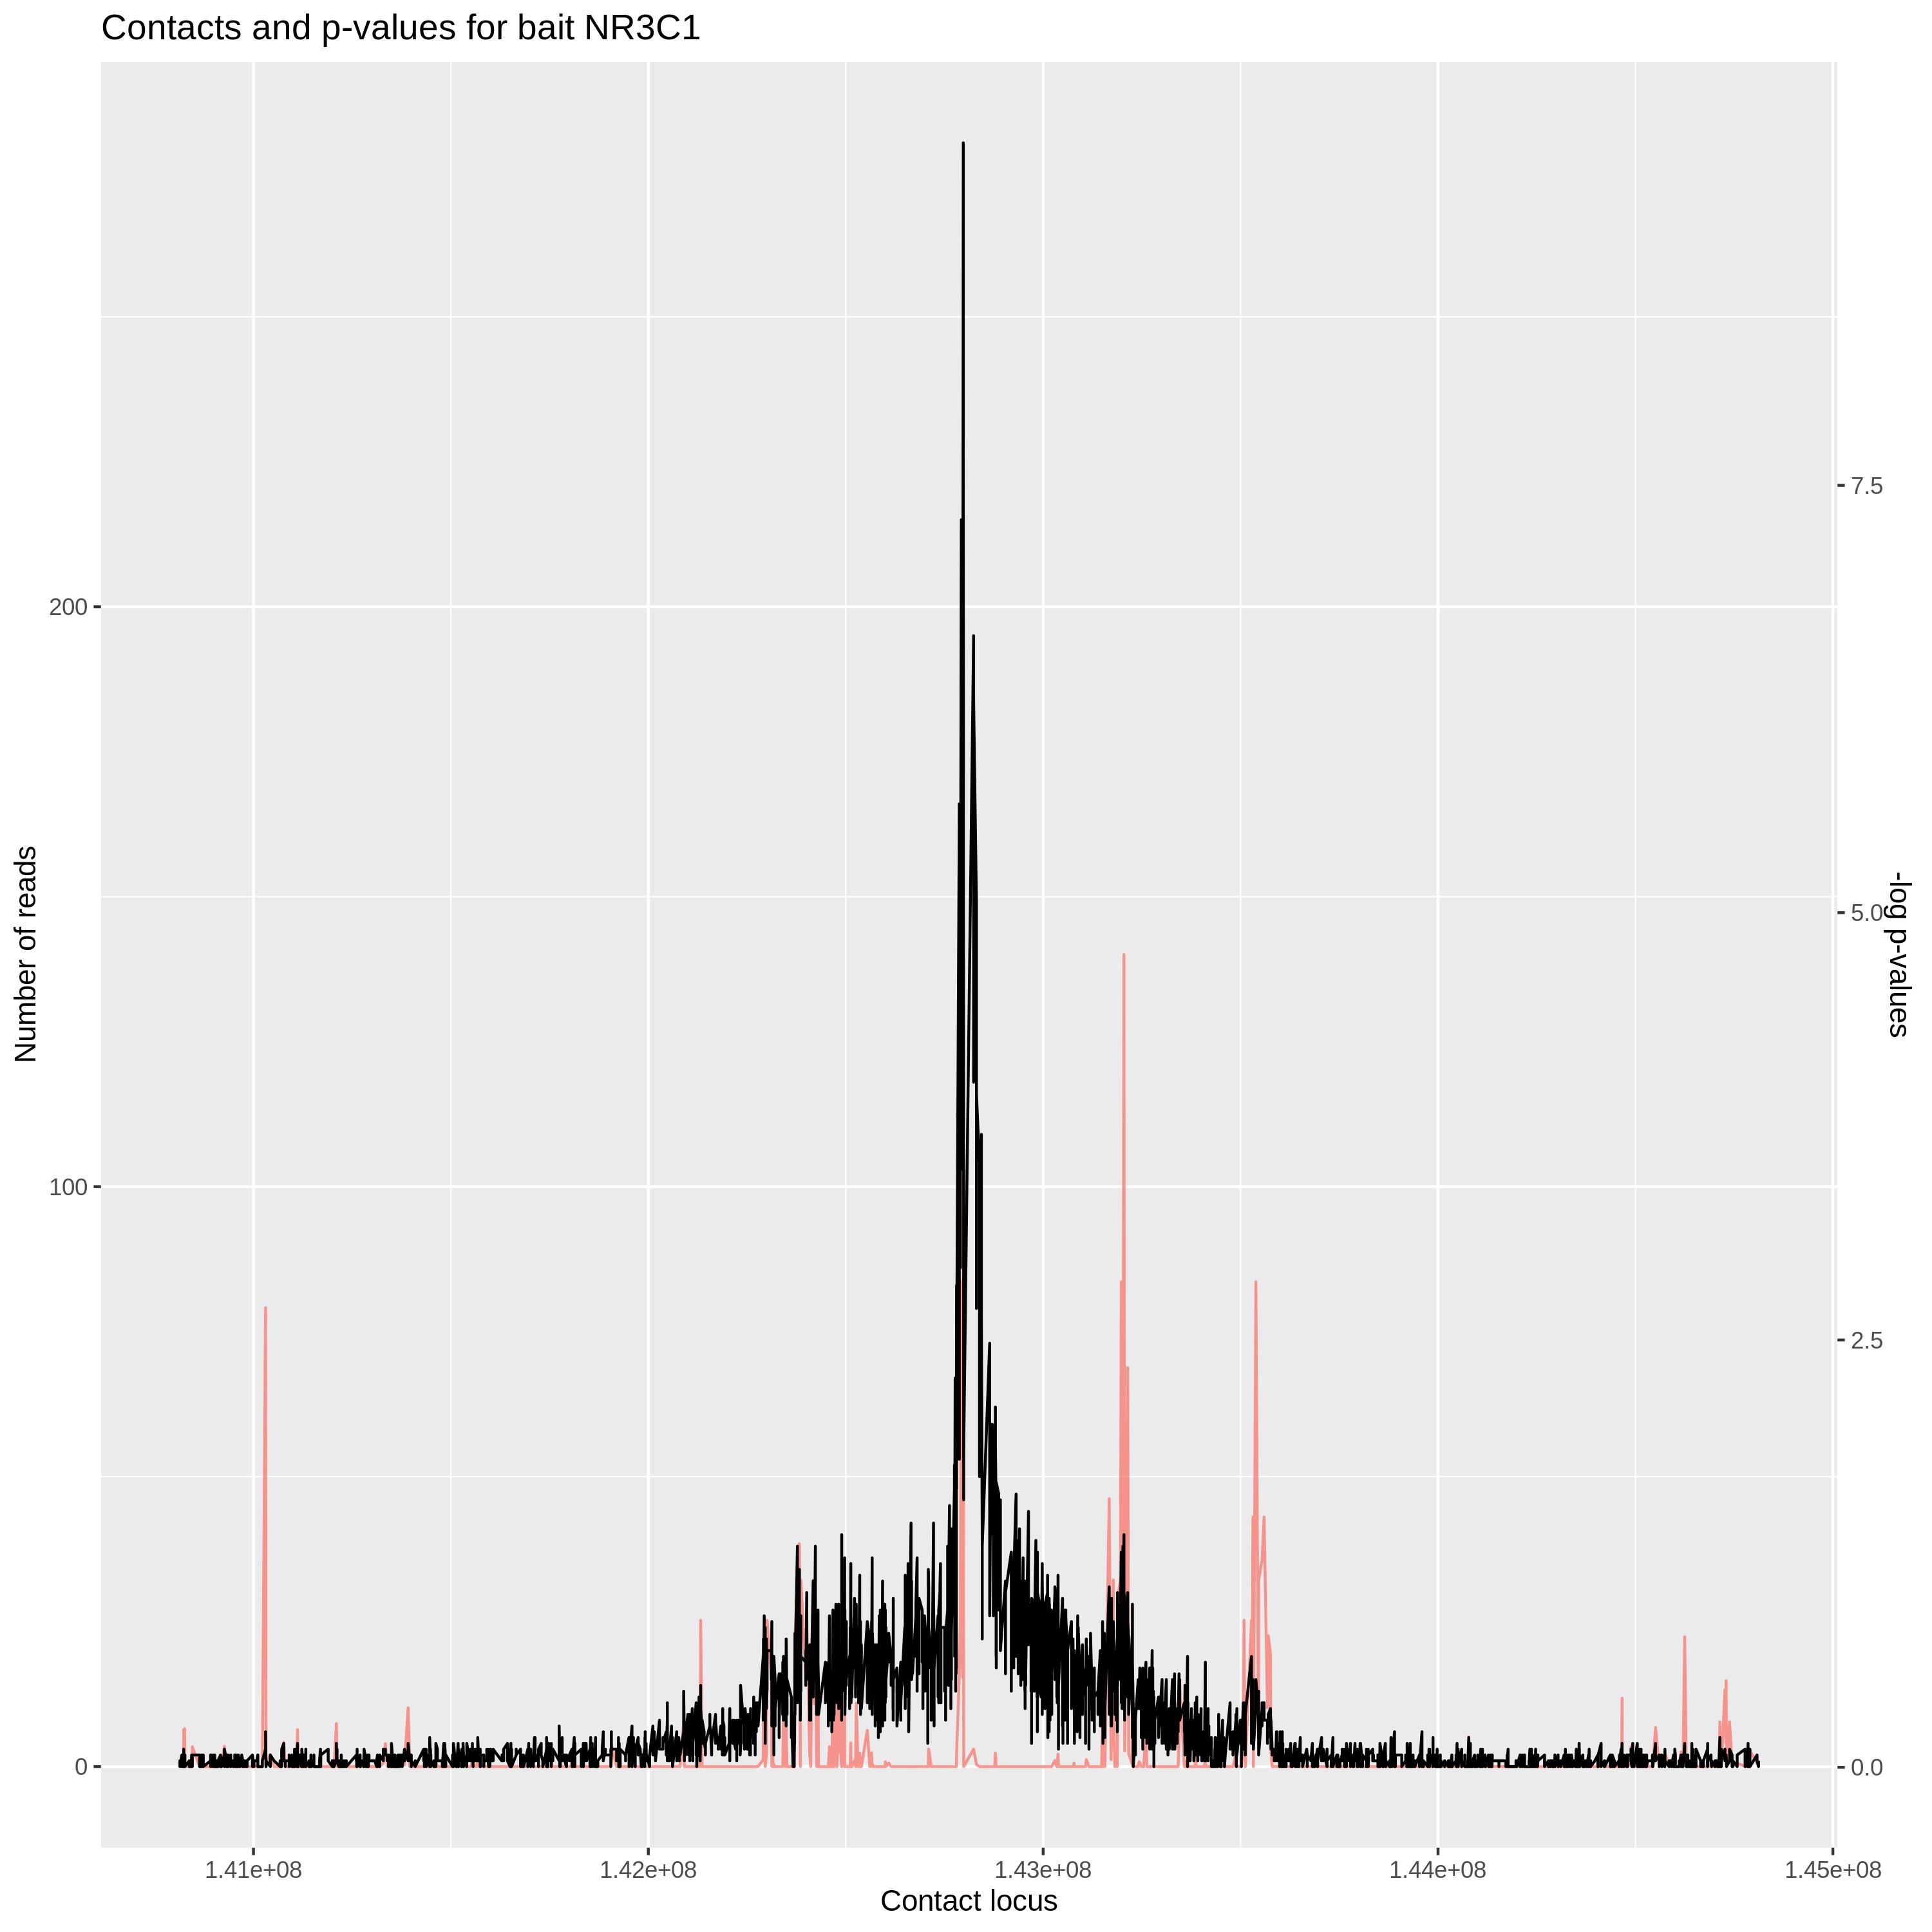 Contacts and p-values for bait NR3C1
Number of reads
200
100
0
7.5
5.0
2.5
0.0
-log p-values
1.41e+08
1.42e+08
1.43e+08
1.44e+08
1.45e+08
Contact locus